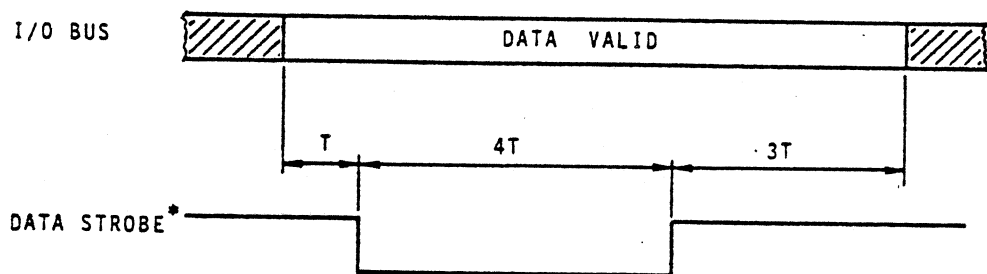 I/O BUS
DATA VALID
T
4T
3T
DATA STROBE*